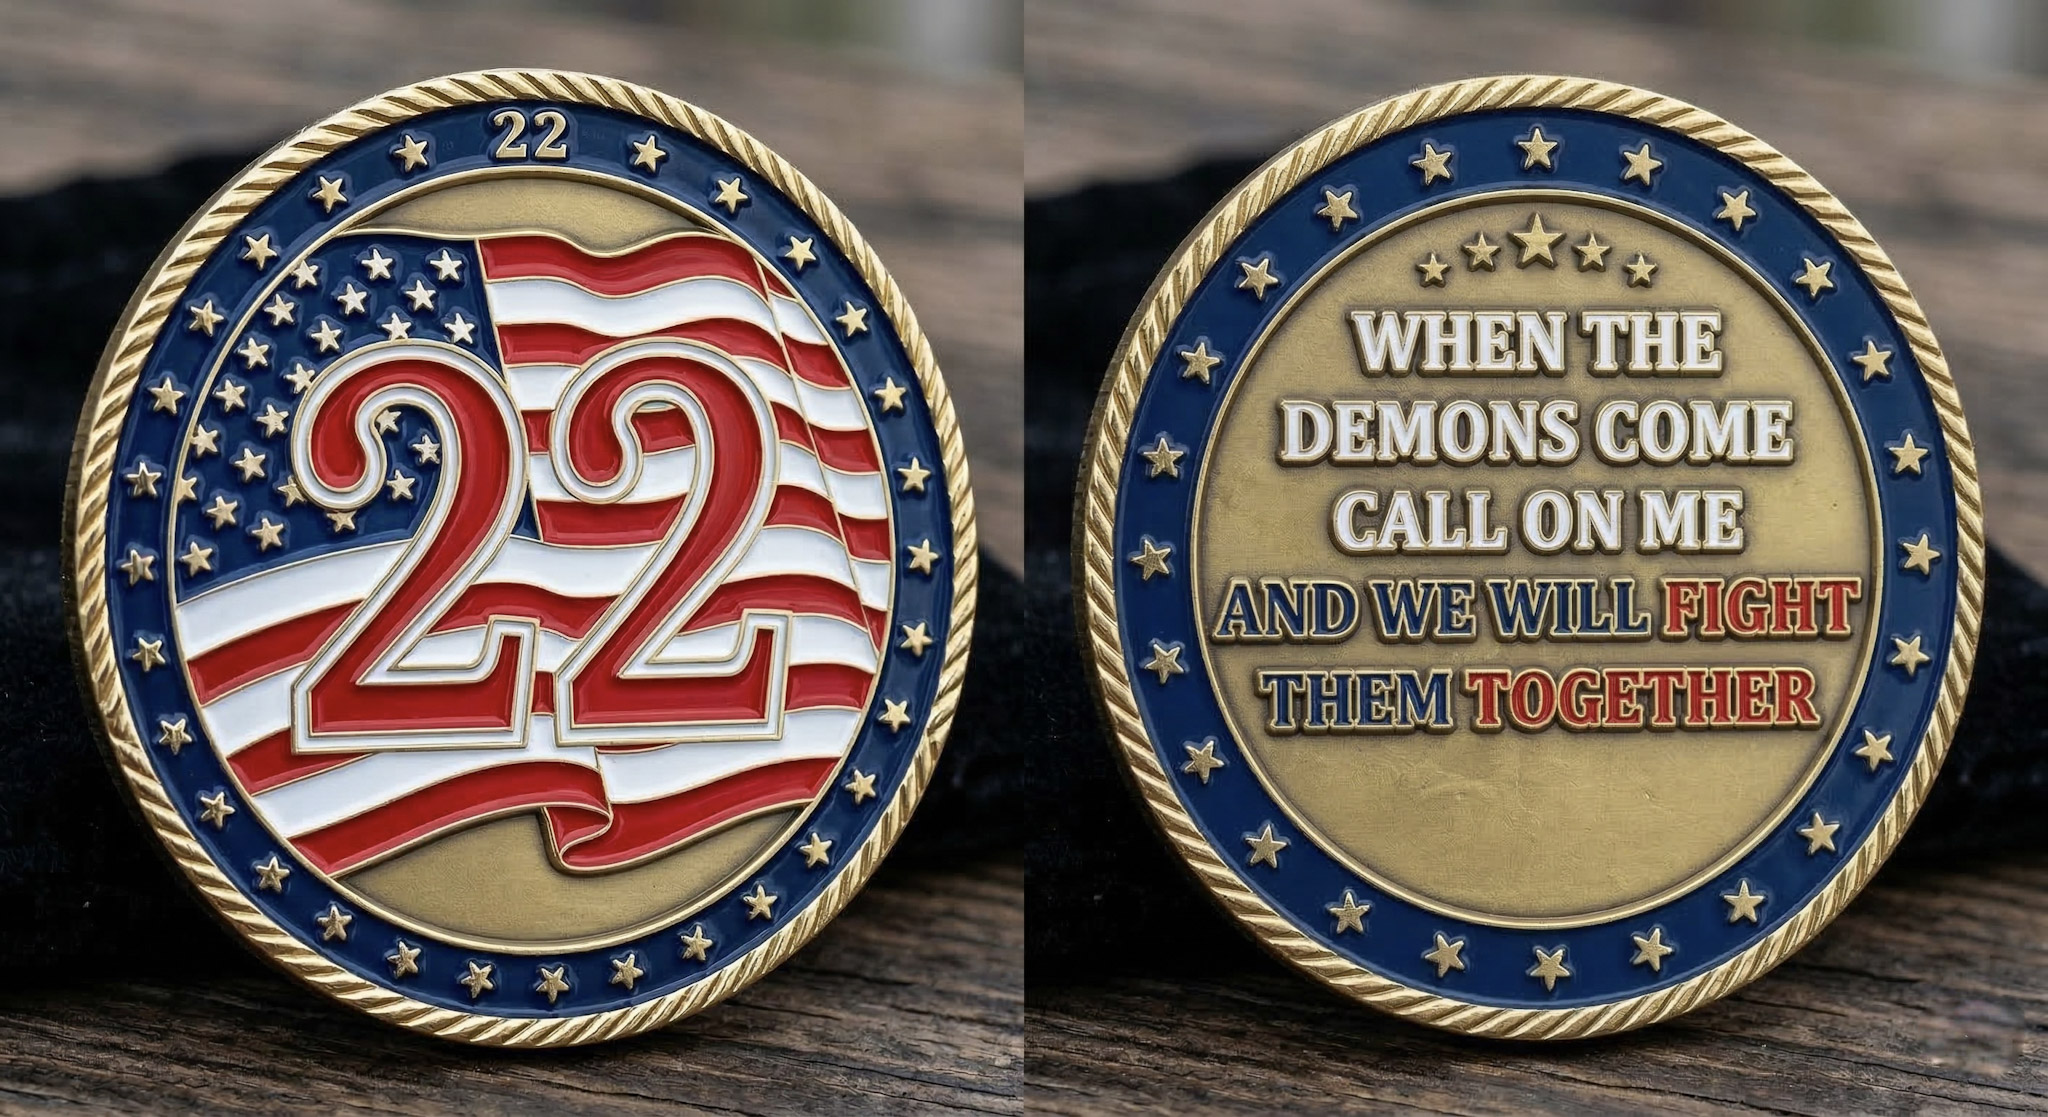 22
22
WHEN THE
DEMONS COME
CALL ON ME
AND WE WILL FIGHT
THEM TOGETHER